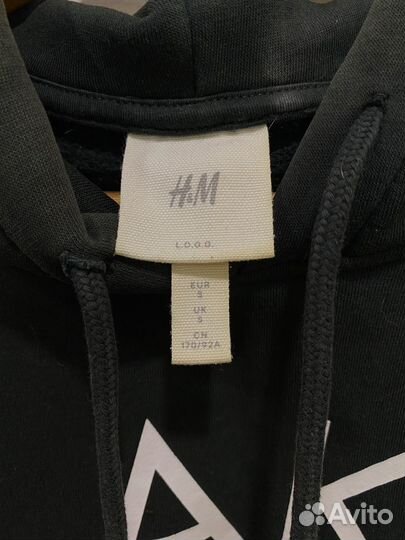 H&M
L.O.G.G.
EUR
S
UK
S
CN
170/92A
Avito